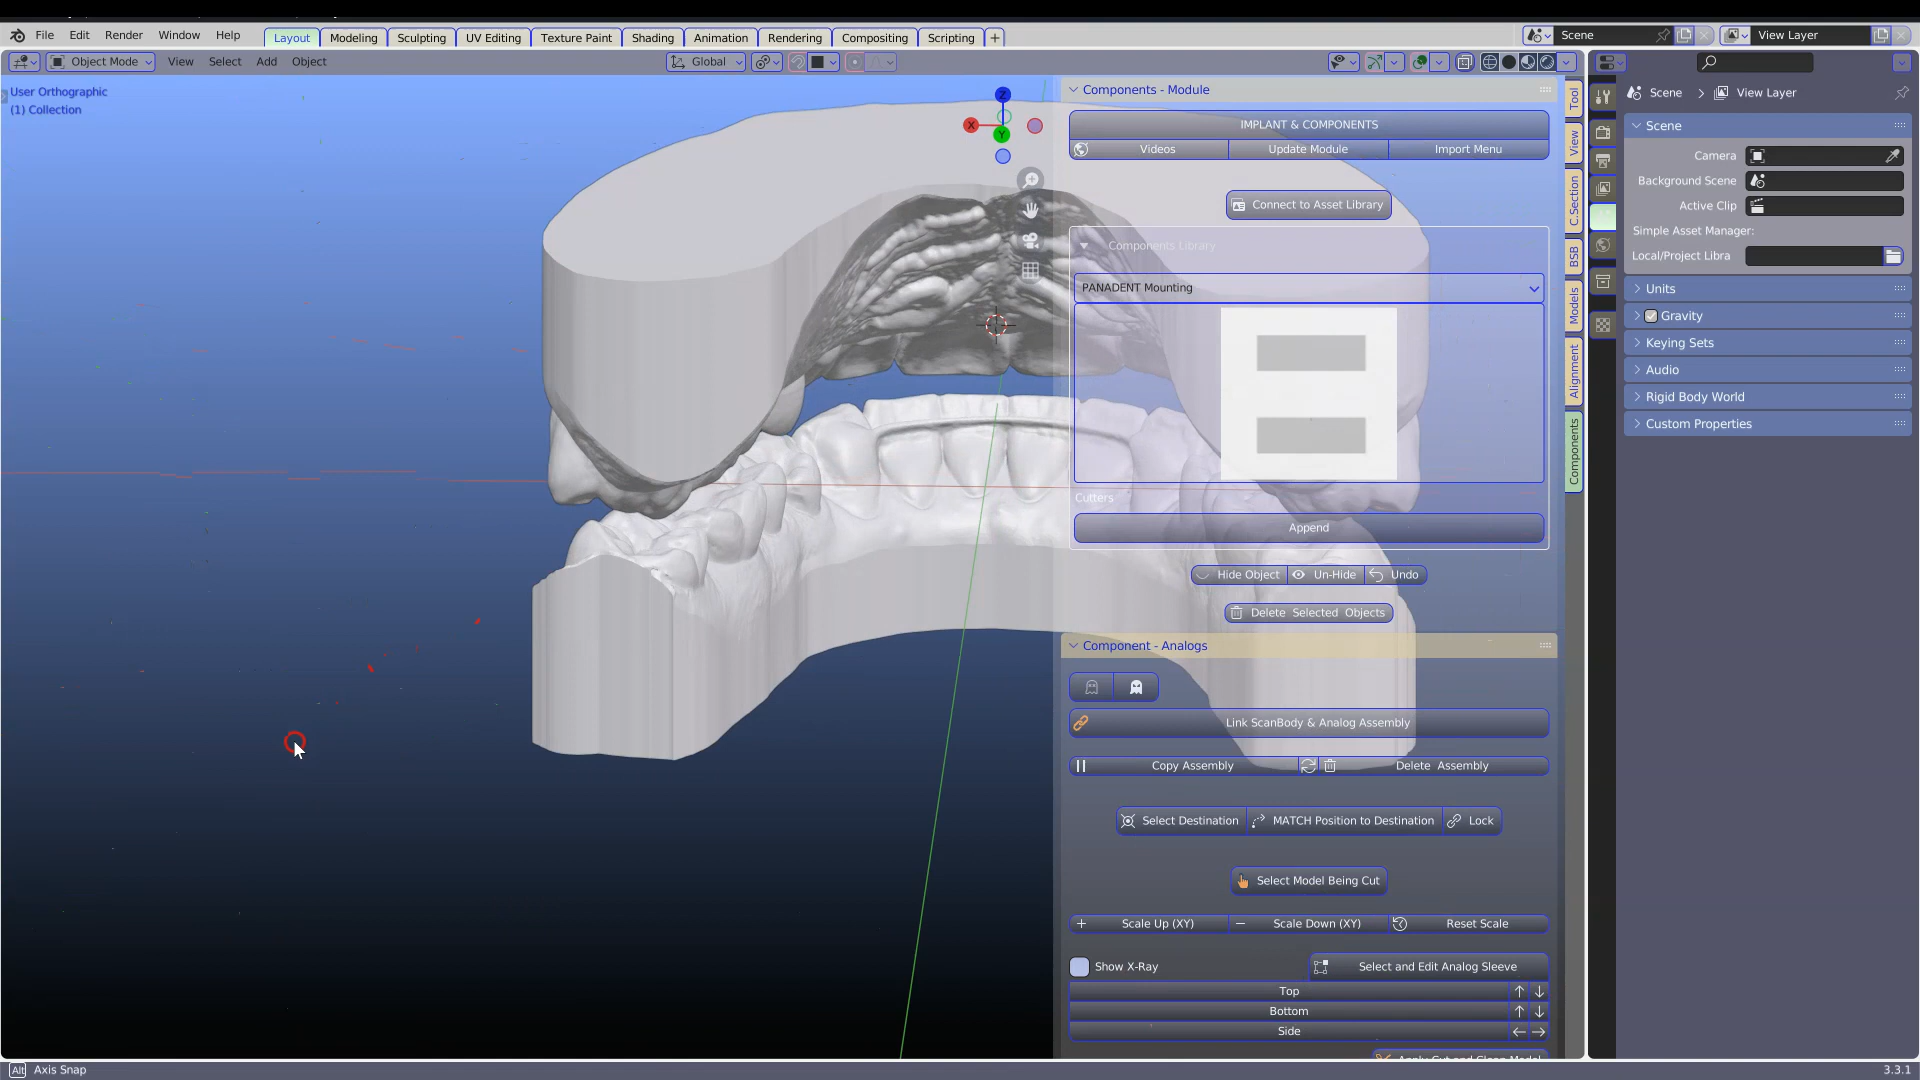 File Edit Render Window Help Layout Modeling Sculpting UV Editing Texture Paint Shading Animation Rendering Compositing Scripting + Scene View Layer
Object Mode View Select Add Object Global
User Orthographic
(1) Collection
Z
X
Y
Components - Module
IMPLANT & COMPONENTS
Videos Update Module Import Menu
Connect to Asset Library
Components Library
PANADENT Mounting
Cutters
Append
Hide Object Un-Hide Undo
Delete Selected Objects
Component - Analogs
Link ScanBody & Analog Assembly
Copy Assembly Delete Assembly
Select Destination MATCH Position to Destination Lock
Select Model Being Cut
Scale Up (XY) Scale Down (XY) Reset Scale
Show X-Ray Select and Edit Analog Sleeve
Top
Bottom
Side
Apply Cut and Clean Model
Tool
View
C.Section
BSB
Models
Alignment
Components
Scene > View Layer
Scene
Camera
Background Scene
Active Clip
Simple Asset Manager:
Local/Project Libra
Units
Gravity
Keying Sets
Audio
Rigid Body World
Custom Properties
Alt Axis Snap
3.3.1